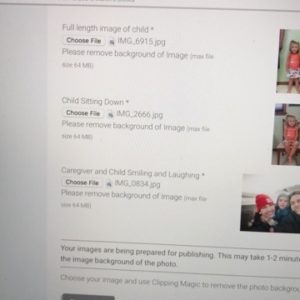 Full length image of child *
Choose File IMG_6915.jpg
Please remove background of Image (max file
size 64 MB)
Child Sitting Down *
Choose File IMG_2666.jpg
Please remove background of Image (max file
size 64 MB)
Caregiver and Child Smiling and Laughing *
Choose File IMG_0834.jpg
Please remove background of Image (max file
size 64 MB)
Your images are being prepared for publishing. This may take 1-2 minut
the image background of the photo.
Choose your image and use Clipping Magic to remove the photo backgro